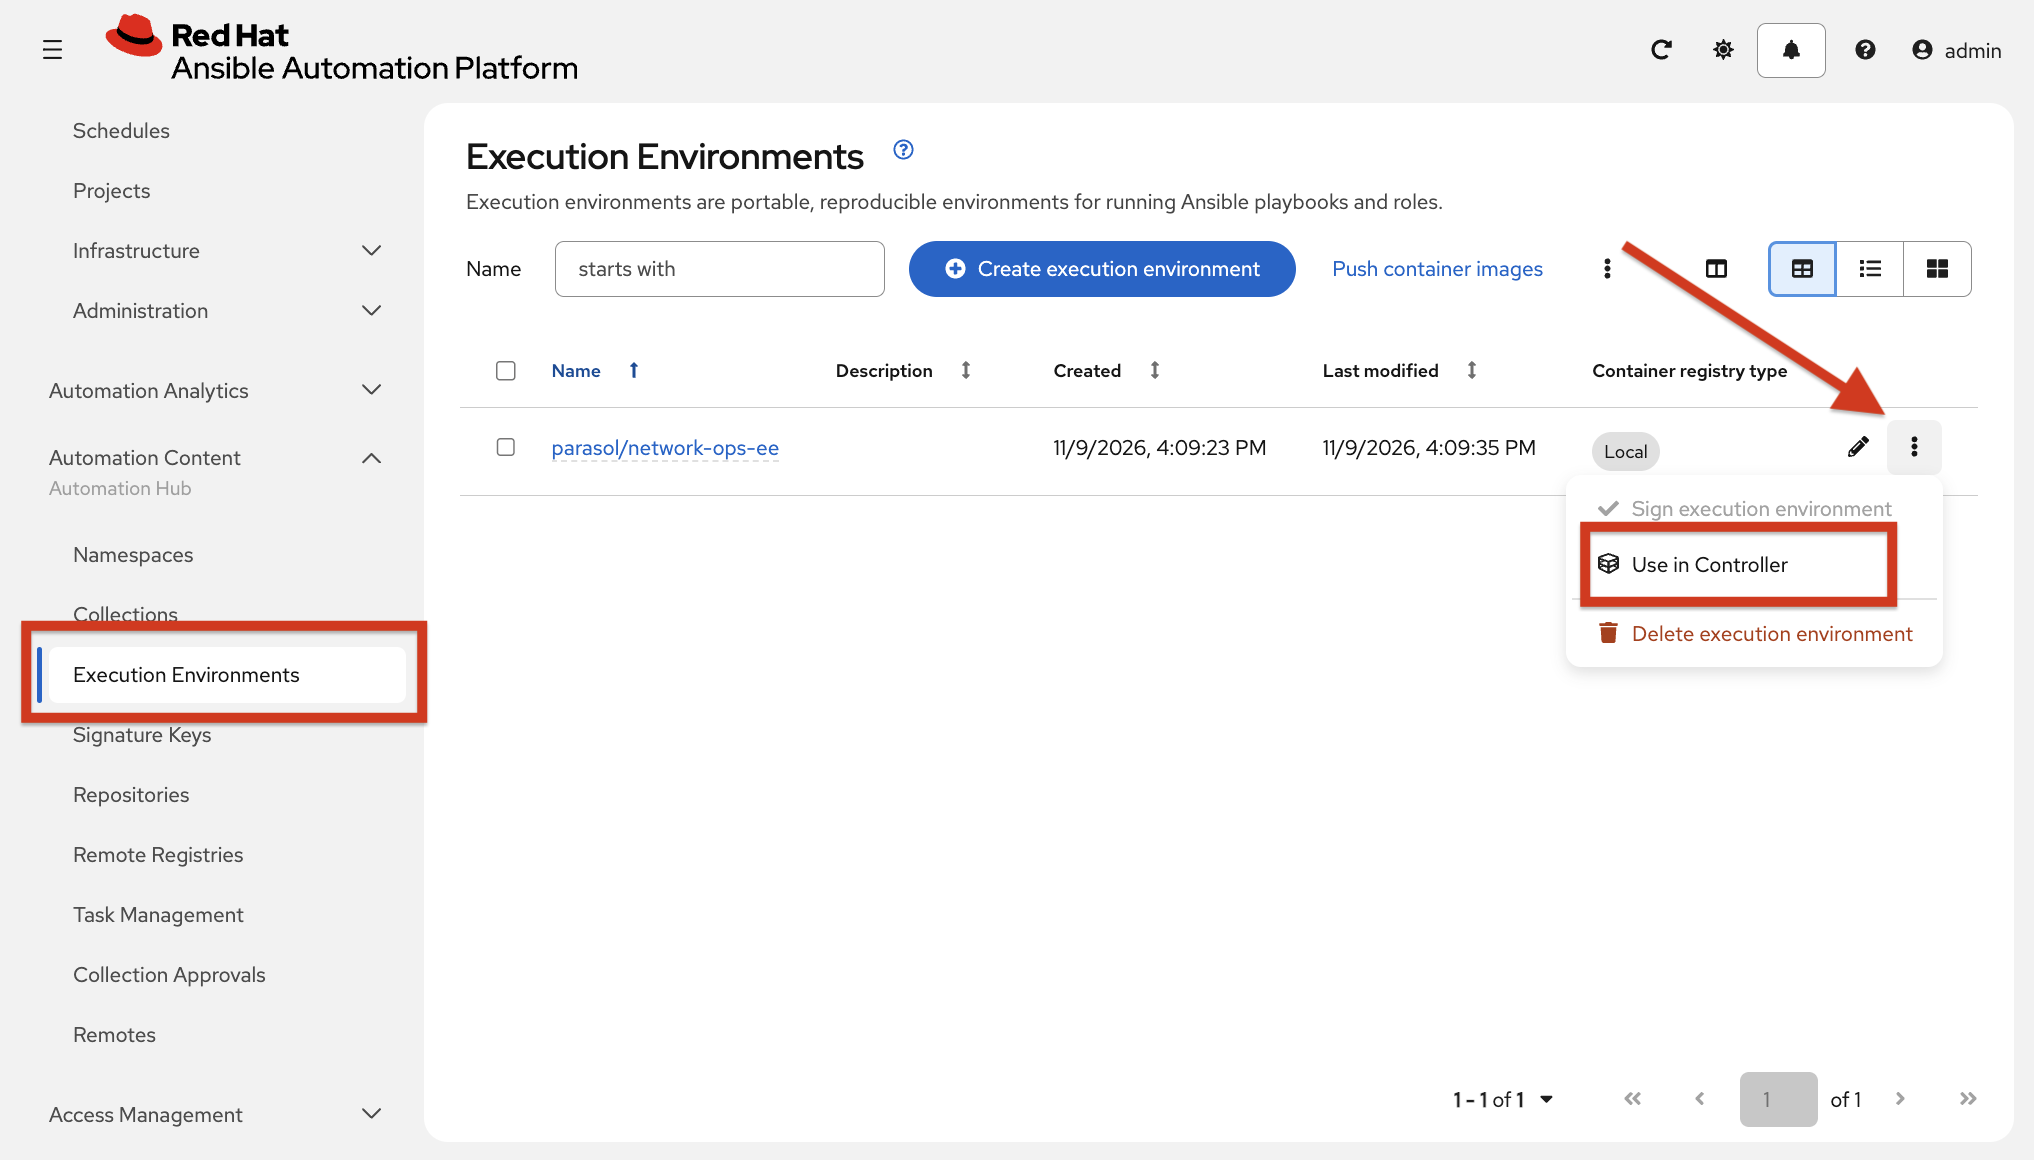 Red Hat
Ansible Automation Platform
admin
Schedules
Projects
Infrastructure
Administration
Automation Analytics
Automation Content
Automation Hub
Namespaces
Collections
Execution Environments
Signature Keys
Repositories
Remote Registries
Task Management
Collection Approvals
Remotes
Access Management
Execution Environments
Execution environments are portable, reproducible environments for running Ansible playbooks and roles.
Name starts with Create execution environment Push container images
Name Description Created Last modified Container registry type
parasol/network-ops-ee 11/9/2026, 4:09:23 PM 11/9/2026, 4:09:35 PM Local
Sign execution environment
Use in Controller
Delete execution environment
1 - 1 of 1 1 of 1